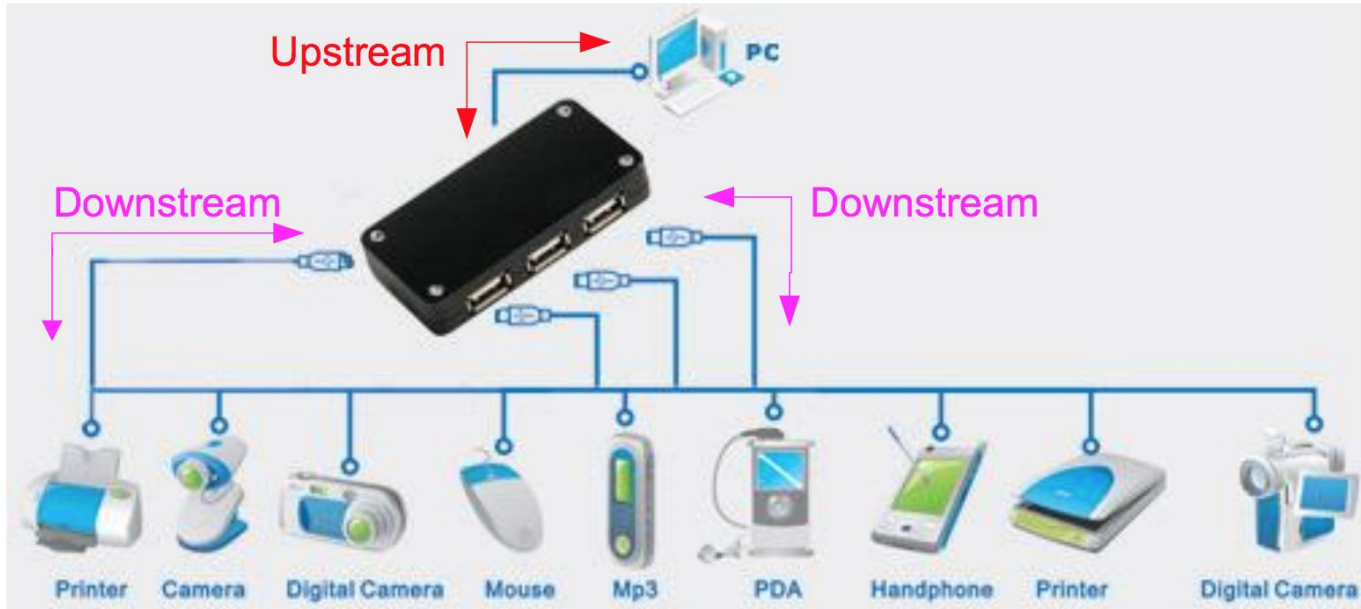 Upstream
PC
Downstream
Downstream
Printer
Camera
Digital Camera
Mouse
Mp3
PDA
Handphone
Printer
Digital Camera